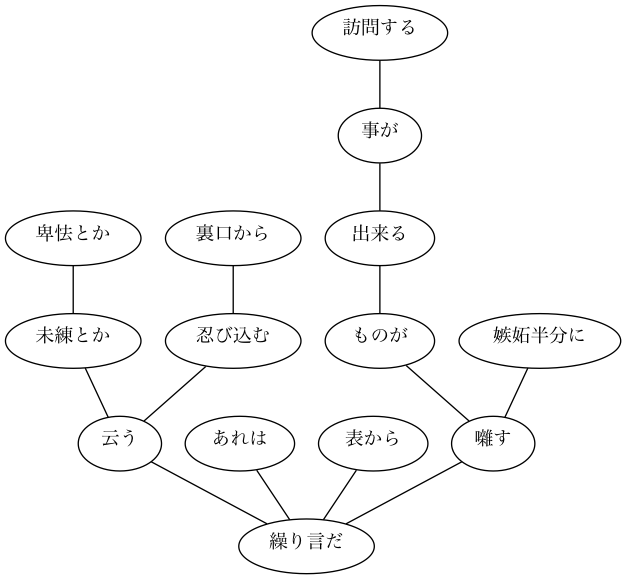 訪問する
事が
卑怯とか
裏口から
出来る
未練とか
忍び込む
ものが
嫉妬半分に
云う
あれは
表から
囃す
繰り言だ